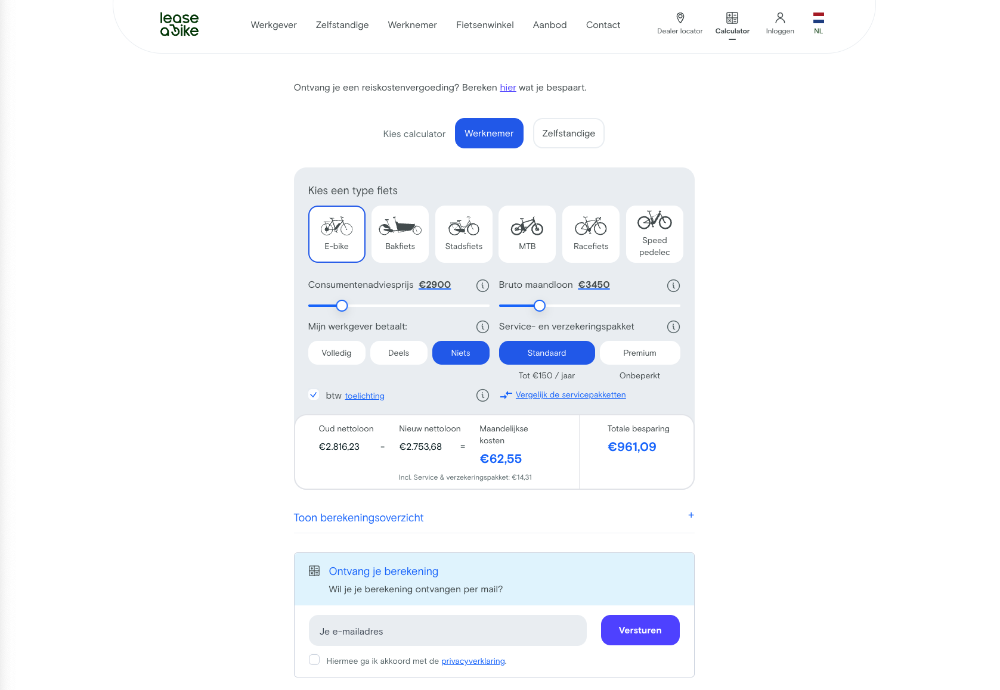 lease
a bike
Werkgever
Zelfstandige
Werknemer
Fietsenwinkel
Aanbod
Contact
Dealer locator
Calculator
Inloggen
NL
Ontvang je een reiskostenvergoeding? Bereken hier wat je bespaart.
Kies calculator
Werknemer
Zelfstandige
Kies een type fiets
E-bike
Bakfiets
Stadsfiets
MTB
Racefiets
Speed
pedelec
Consumentenadviesprijs €2900
Bruto maandloon €3450
Mijn werkgever betaalt:
Service- en verzekeringspakket
Volledig
Deels
Niets
Standaard
Premium
Tot €150 / jaar
Onbeperkt
btw toelichting
Vergelijk de servicepakketten
Oud nettoloon
Nieuw nettoloon
Maandelijkse
kosten
Totale besparing
€2.816,23
-
€2.753,68
=
€62,55
€961,09
Incl. Service & verzekeringspakket: €14,31
Toon berekeningsoverzicht
+
Ontvang je berekening
Wil je je berekening ontvangen per mail?
Je e-mailadres
Versturen
Hiermee ga ik akkoord met de privacyverklaring.